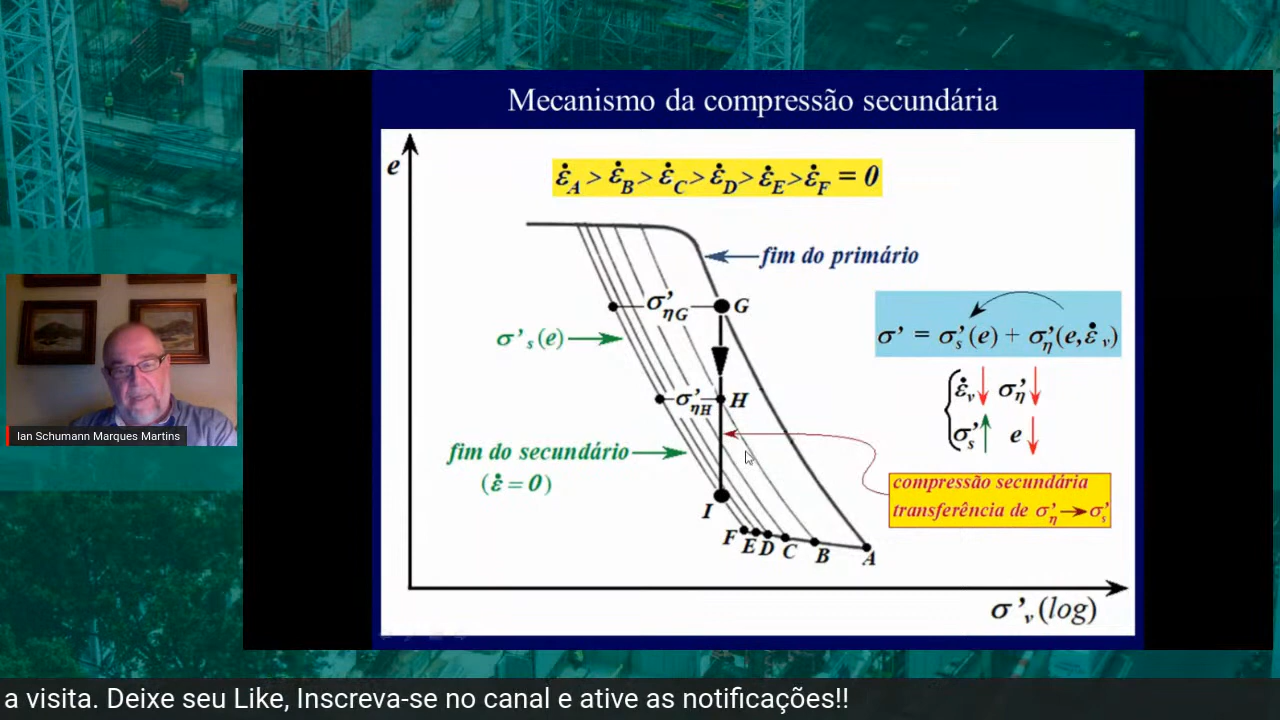 Mecanismo da compressão secundária
e
ε̇A > ε̇B > ε̇C > ε̇D > ε̇E > ε̇F = 0
fim do primário
σ'ηG
G
σ's(e)
σ' = σ's(e) + σ'η(e,ε̇v)
ε̇v↓ σ'η↓
σ's↑ e↓
σ'ηH
H
fim do secundário
(ε̇ = 0)
compressão secundária
transferência de σ'η → σ's
I
F E D C B A
σ'v (log)
Ian Schumann Marques Martins
a visita. Deixe seu Like, Inscreva-se no canal e ative as notificações!!